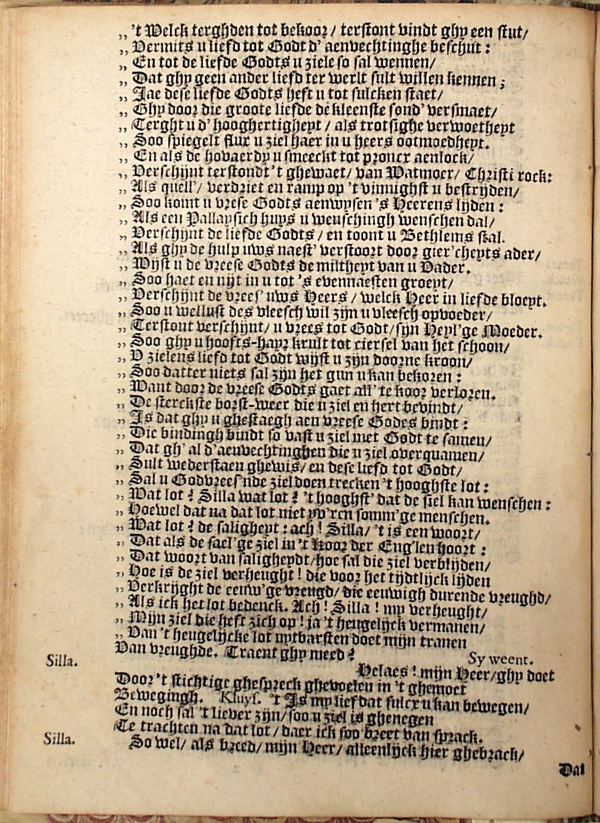 „ 't Welck terghden tot bekoor/ terstont vindt ghy een stut/
„ Vermits u liefd tot Godt d' aenvechtinghe beschut:
„ En tot de liefde Godts u ziele so sal wennen/
„ Dat ghy geen ander liefd ter werlt sult willen kennen;
„ Jae dese liefde Godts heft u tot sulcken staet/
„ Ghy door die groote liefde de kleenste sond' versmaet/
„ Terght u d' hooghertigheyt/ als trotsighe verwoetheyt
„ Soo spiegelt flux u ziel haer in u heers ootmoedheyt.
„ En als de hovaerdy u smeeckt tot proncx aenlock/
„ Verschijnt terstondt 't ghewaet/ van Watmoer/ Christi rock:
„ Als quell'/ verdriet en ramp op 't vinnighst u bestryden/
„ Soo komt u vrese Godts aenwysen 's Heerens lyden:
„ Als een Pallaysich huys u wenschingh wenschen dal/
„ Verschijnt de liefde Godts/ en toont u Bethlems stal.
„ Als ghy de hulp uws naest' verstoort door gier'cheyts ader/
„ Wijst u de vreese Godts de miltheyt van u Vader.
„ Soo haet en nijt in u tot 's evennaesten groeyt/
„ Verschijnt de vrees' uws Heers/ welck Heer in liefde bloeyt.
„ Soo u wellust des vleesch wil zijn u vleesch opvoeder/
„ Terstont verschijnt/ u vrees tot Godt/ sijn Heyl'ge Moeder.
„ Soo ghy u hoofts-hayr krult tot ciersel van het schoon/
„ V zielens liefd tot Godt wijst u zijn doorne kroon/
„ Soo datter niets sal zijn het gun u kan bekoren:
„ Want door de vreese Godts gaet all' te koor verloren.
„ De sterckste borst-weer die u ziel en hert bevindt/
„ Is dat ghy u ghestaegh aen vreese Godes bindt:
„ Die bindingh bindt so vast u ziel met Godt te samen/
„ Dat gh' al d'aenvechtinghen die u ziel overquamen/
„ Sult wederstaen ghewis/ en dese liefd tot Godt/
„ Sal u Godvrees'nde ziel doen trecken 't hooghste lot:
„ Wat lot? Silla wat lot? 't hooghst' dat de siel kan wenschen:
„ Hoewel dat na dat lot niet yv'ren somm'ge menschen.
„ Wat lot? de saligheyt: ach! Silla/ 't is een woort/
„ Dat als de sael'ge ziel in 't Koor der Eng'len hoort:
„ Dat woort van saligheydt/ hoe sal die ziel verblijden/
„ Hoe is de ziel verheught! die voor het tijdtlijck lijden
„ Verkrijght de eeuw'ge vreugd/ die eeuwigh durende vreughd/
„ Als ick het lot bedenck. Ach! Silla! my verheught/
„ Mijn ziel die heft zich op! ja 't heugelijck vermanen/
„ Van 't heugelijcke lot uytbarsten doet mijn tranen
Van vreughde. Traent ghy meed? Sy weent.
Silla. Helaes! mijn Heer/ ghy doet
Door 't stichtige ghespreck ghevoelen in 't ghemoet
Bewegingh. Kluys. 't Is my lief dat sulcx u kan bewegen/
En noch sal 't liever zijn/ soo u ziel is ghenegen
Te trachten na dat lot/ daer ick soo breet van sprack.
Silla. So wel/ als breed/ mijn Heer/ alleenlijck hier ghebrack/
Dat